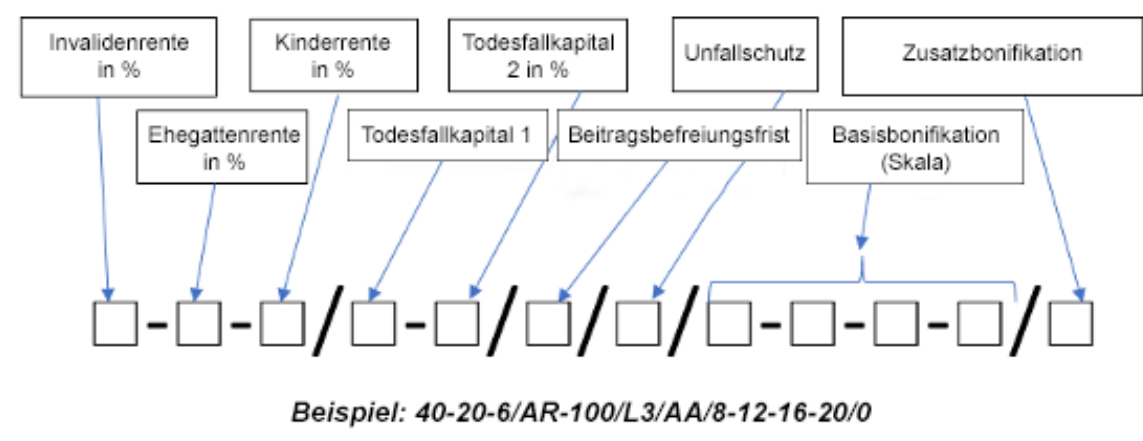 Invalidenrente
in %
Kinderrente
in %
Todesfallkapital
2 in %
Unfallschutz
Zusatzbonifikation
Ehegattenrente
in %
Todesfallkapital 1
Beitragsbefreiungsfrist
Basisbonifikation
(Skala)
□-□-□/□-□/□/□/□-□-□-□/□
Beispiel: 40-20-6/AR-100/L3/AA/8-12-16-20/0